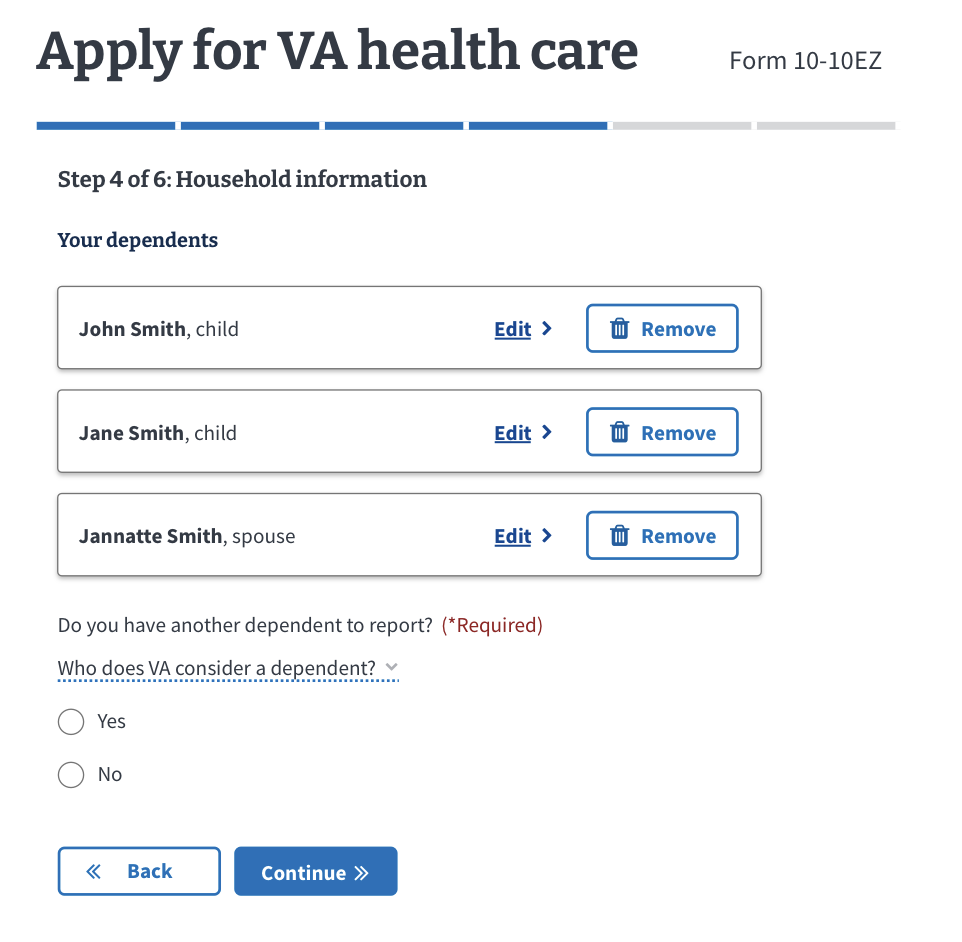 Apply for VA health care Form 10-10EZ
Step 4 of 6: Household information
Your dependents
John Smith, child Edit Remove
Jane Smith, child Edit Remove
Jannatte Smith, spouse Edit Remove
Do you have another dependent to report? (*Required)
Who does VA consider a dependent?
Yes
No
Back Continue